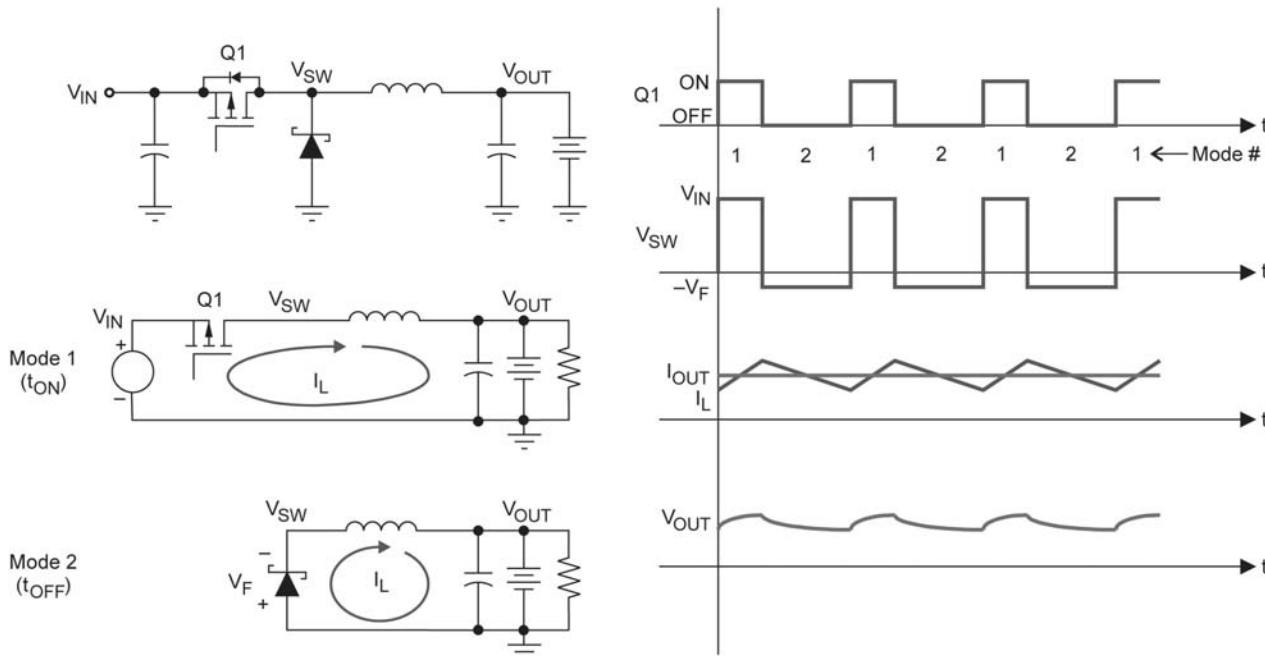 Q1
V_IN
V_SW
V_OUT
Q1
V_IN
V_SW
V_OUT
Mode 1
(t_ON)
+
–
I_L
V_SW
V_OUT
Mode 2
(t_OFF)
–
V_F
+
I_L
Q1
ON
OFF
t
1 2 1 2 1 2 1 ← Mode #
V_IN
V_SW
–V_F
t
I_OUT
I_L
t
V_OUT
t